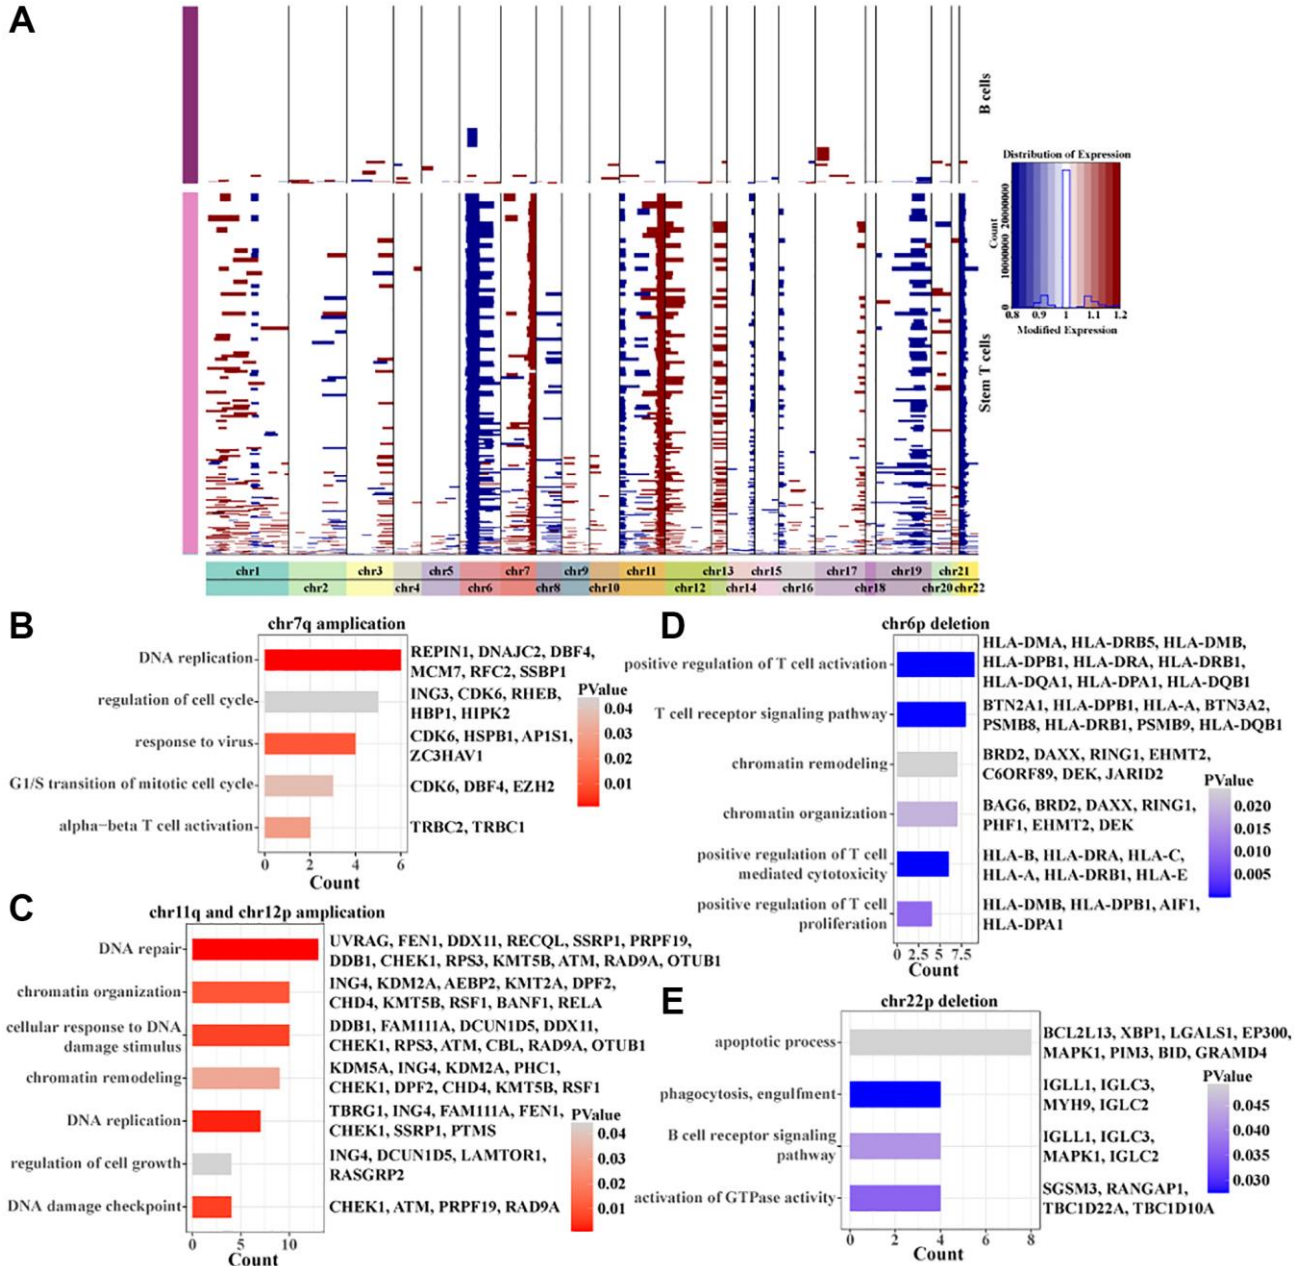 A
B cells
Stem T cells
Distribution of Expression
Count
0 10000000 20000000
0.8 0.9 1 1.1 1.2
Modified Expression
chr1 chr3 chr5 chr7 chr9 chr11 chr13 chr15 chr17 chr19 chr21
chr2 chr4 chr6 chr8 chr10 chr12 chr14 chr16 chr18 chr20 chr22
B
chr7q amplication
DNA replication
REPIN1, DNAJC2, DBF4,
MCM7, RFC2, SSBP1
regulation of cell cycle
ING3, CDK6, RHEB,
HBP1, HIPK2
response to virus
CDK6, HSPB1, AP1S1,
ZC3HAV1
G1/S transition of mitotic cell cycle
CDK6, DBF4, EZH2
alpha−beta T cell activation
TRBC2, TRBC1
0 2 4 6
Count
PValue
0.04
0.03
0.02
0.01
C
chr11q and chr12p amplication
DNA repair
UVRAG, FEN1, DDX11, RECQL, SSRP1, PRPF19,
DDB1, CHEK1, RPS3, KMT5B, ATM, RAD9A, OTUB1
chromatin organization
ING4, KDM2A, AEBP2, KMT2A, DPF2,
CHD4, KMT5B, RSF1, BANF1, RELA
cellular response to DNA
damage stimulus
DDB1, FAM111A, DCUN1D5, DDX11,
CHEK1, RPS3, ATM, CBL, RAD9A, OTUB1
chromatin remodeling
KDM5A, ING4, KDM2A, PHC1,
CHEK1, DPF2, CHD4, KMT5B, RSF1
DNA replication
TBRG1, ING4, FAM111A, FEN1,
CHEK1, SSRP1, PTMS
regulation of cell growth
ING4, DCUN1D5, LAMTOR1,
RASGRP2
DNA damage checkpoint
CHEK1, ATM, PRPF19, RAD9A
0 5 10
Count
PValue
0.04
0.03
0.02
0.01
D
chr6p deletion
positive regulation of T cell activation
HLA-DMA, HLA-DRB5, HLA-DMB,
HLA-DPB1, HLA-DRA, HLA-DRB1,
HLA-DQA1, HLA-DPA1, HLA-DQB1
T cell receptor signaling pathway
BTN2A1, HLA-DPB1, HLA-A, BTN3A2,
PSMB8, HLA-DRB1, PSMB9, HLA-DQB1
chromatin remodeling
BRD2, DAXX, RING1, EHMT2,
C6ORF89, DEK, JARID2
chromatin organization
BAG6, BRD2, DAXX, RING1,
PHF1, EHMT2, DEK
positive regulation of T cell
mediated cytotoxicity
HLA-B, HLA-DRA, HLA-C,
HLA-A, HLA-DRB1, HLA-E
positive regulation of T cell
proliferation
HLA-DMB, HLA-DPB1, AIF1,
HLA-DPA1
0 2.5 5 7.5
Count
PValue
0.020
0.015
0.010
0.005
E
chr22p deletion
apoptotic process
BCL2L13, XBP1, LGALS1, EP300,
MAPK1, PIM3, BID, GRAMD4
phagocytosis, engulfment
IGLL1, IGLC3,
MYH9, IGLC2
B cell receptor signaling
pathway
IGLL1, IGLC3,
MAPK1, IGLC2
activation of GTPase activity
SGSM3, RANGAP1,
TBC1D22A, TBC1D10A
0 2 4 6 8
Count
PValue
0.045
0.040
0.035
0.030